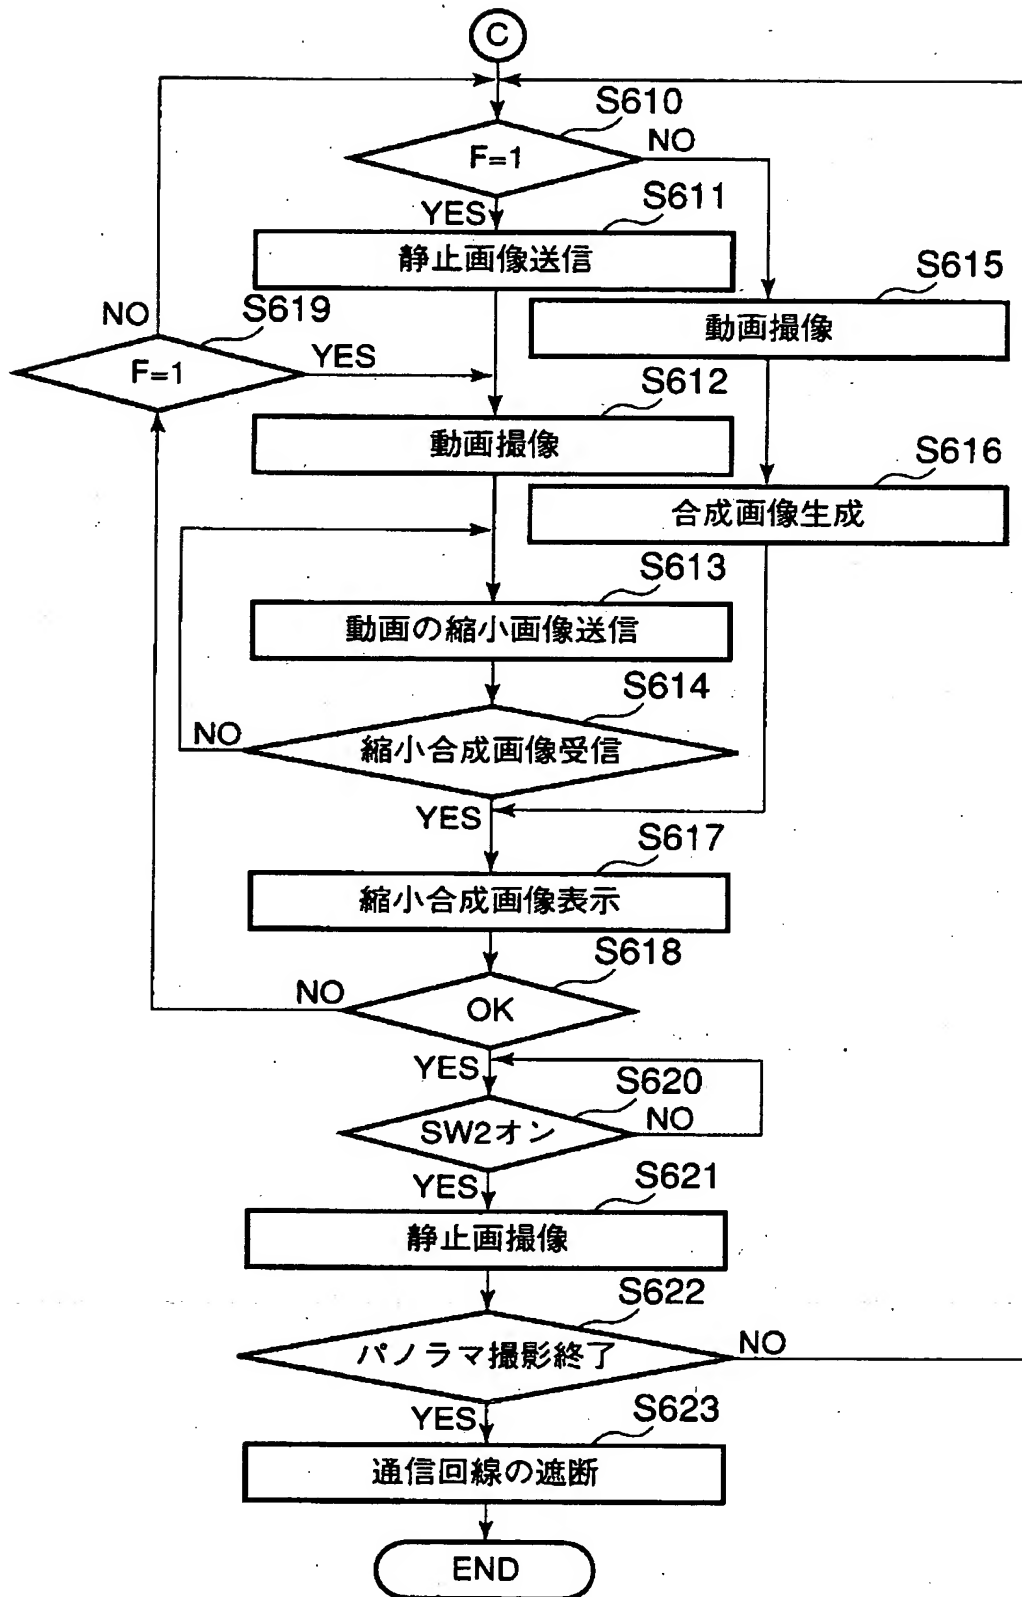 C
S610
F=1
NO
YES
S611
静止画像送信
S615
動画撮像
NO
S619
F=1
YES
S612
動画撮像
S616
合成画像生成
S613
動画の縮小画像送信
S614
NO
縮小合成画像受信
YES
S617
縮小合成画像表示
S618
NO
OK
YES
S620
SW2オン
NO
YES
S621
静止画撮像
S622
パノラマ撮影終了
NO
YES
S623
通信回線の遮断
END